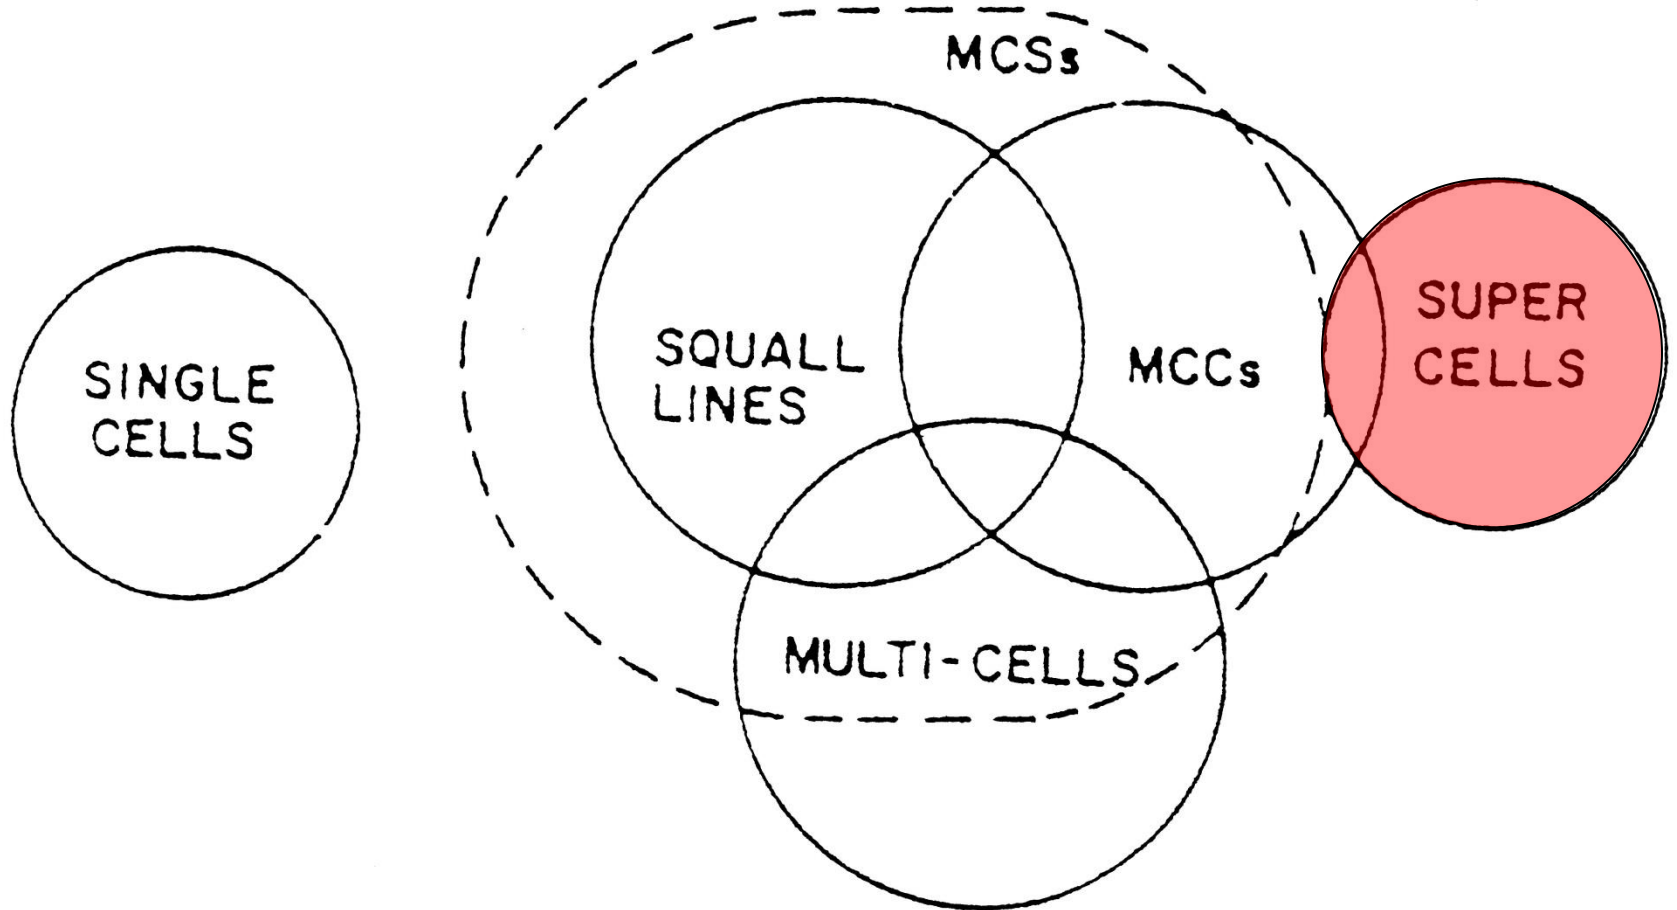 MCSs
SINGLE
CELLS
SQUALL
LINES
MCCs
SUPER
CELLS
MULTI-CELLS